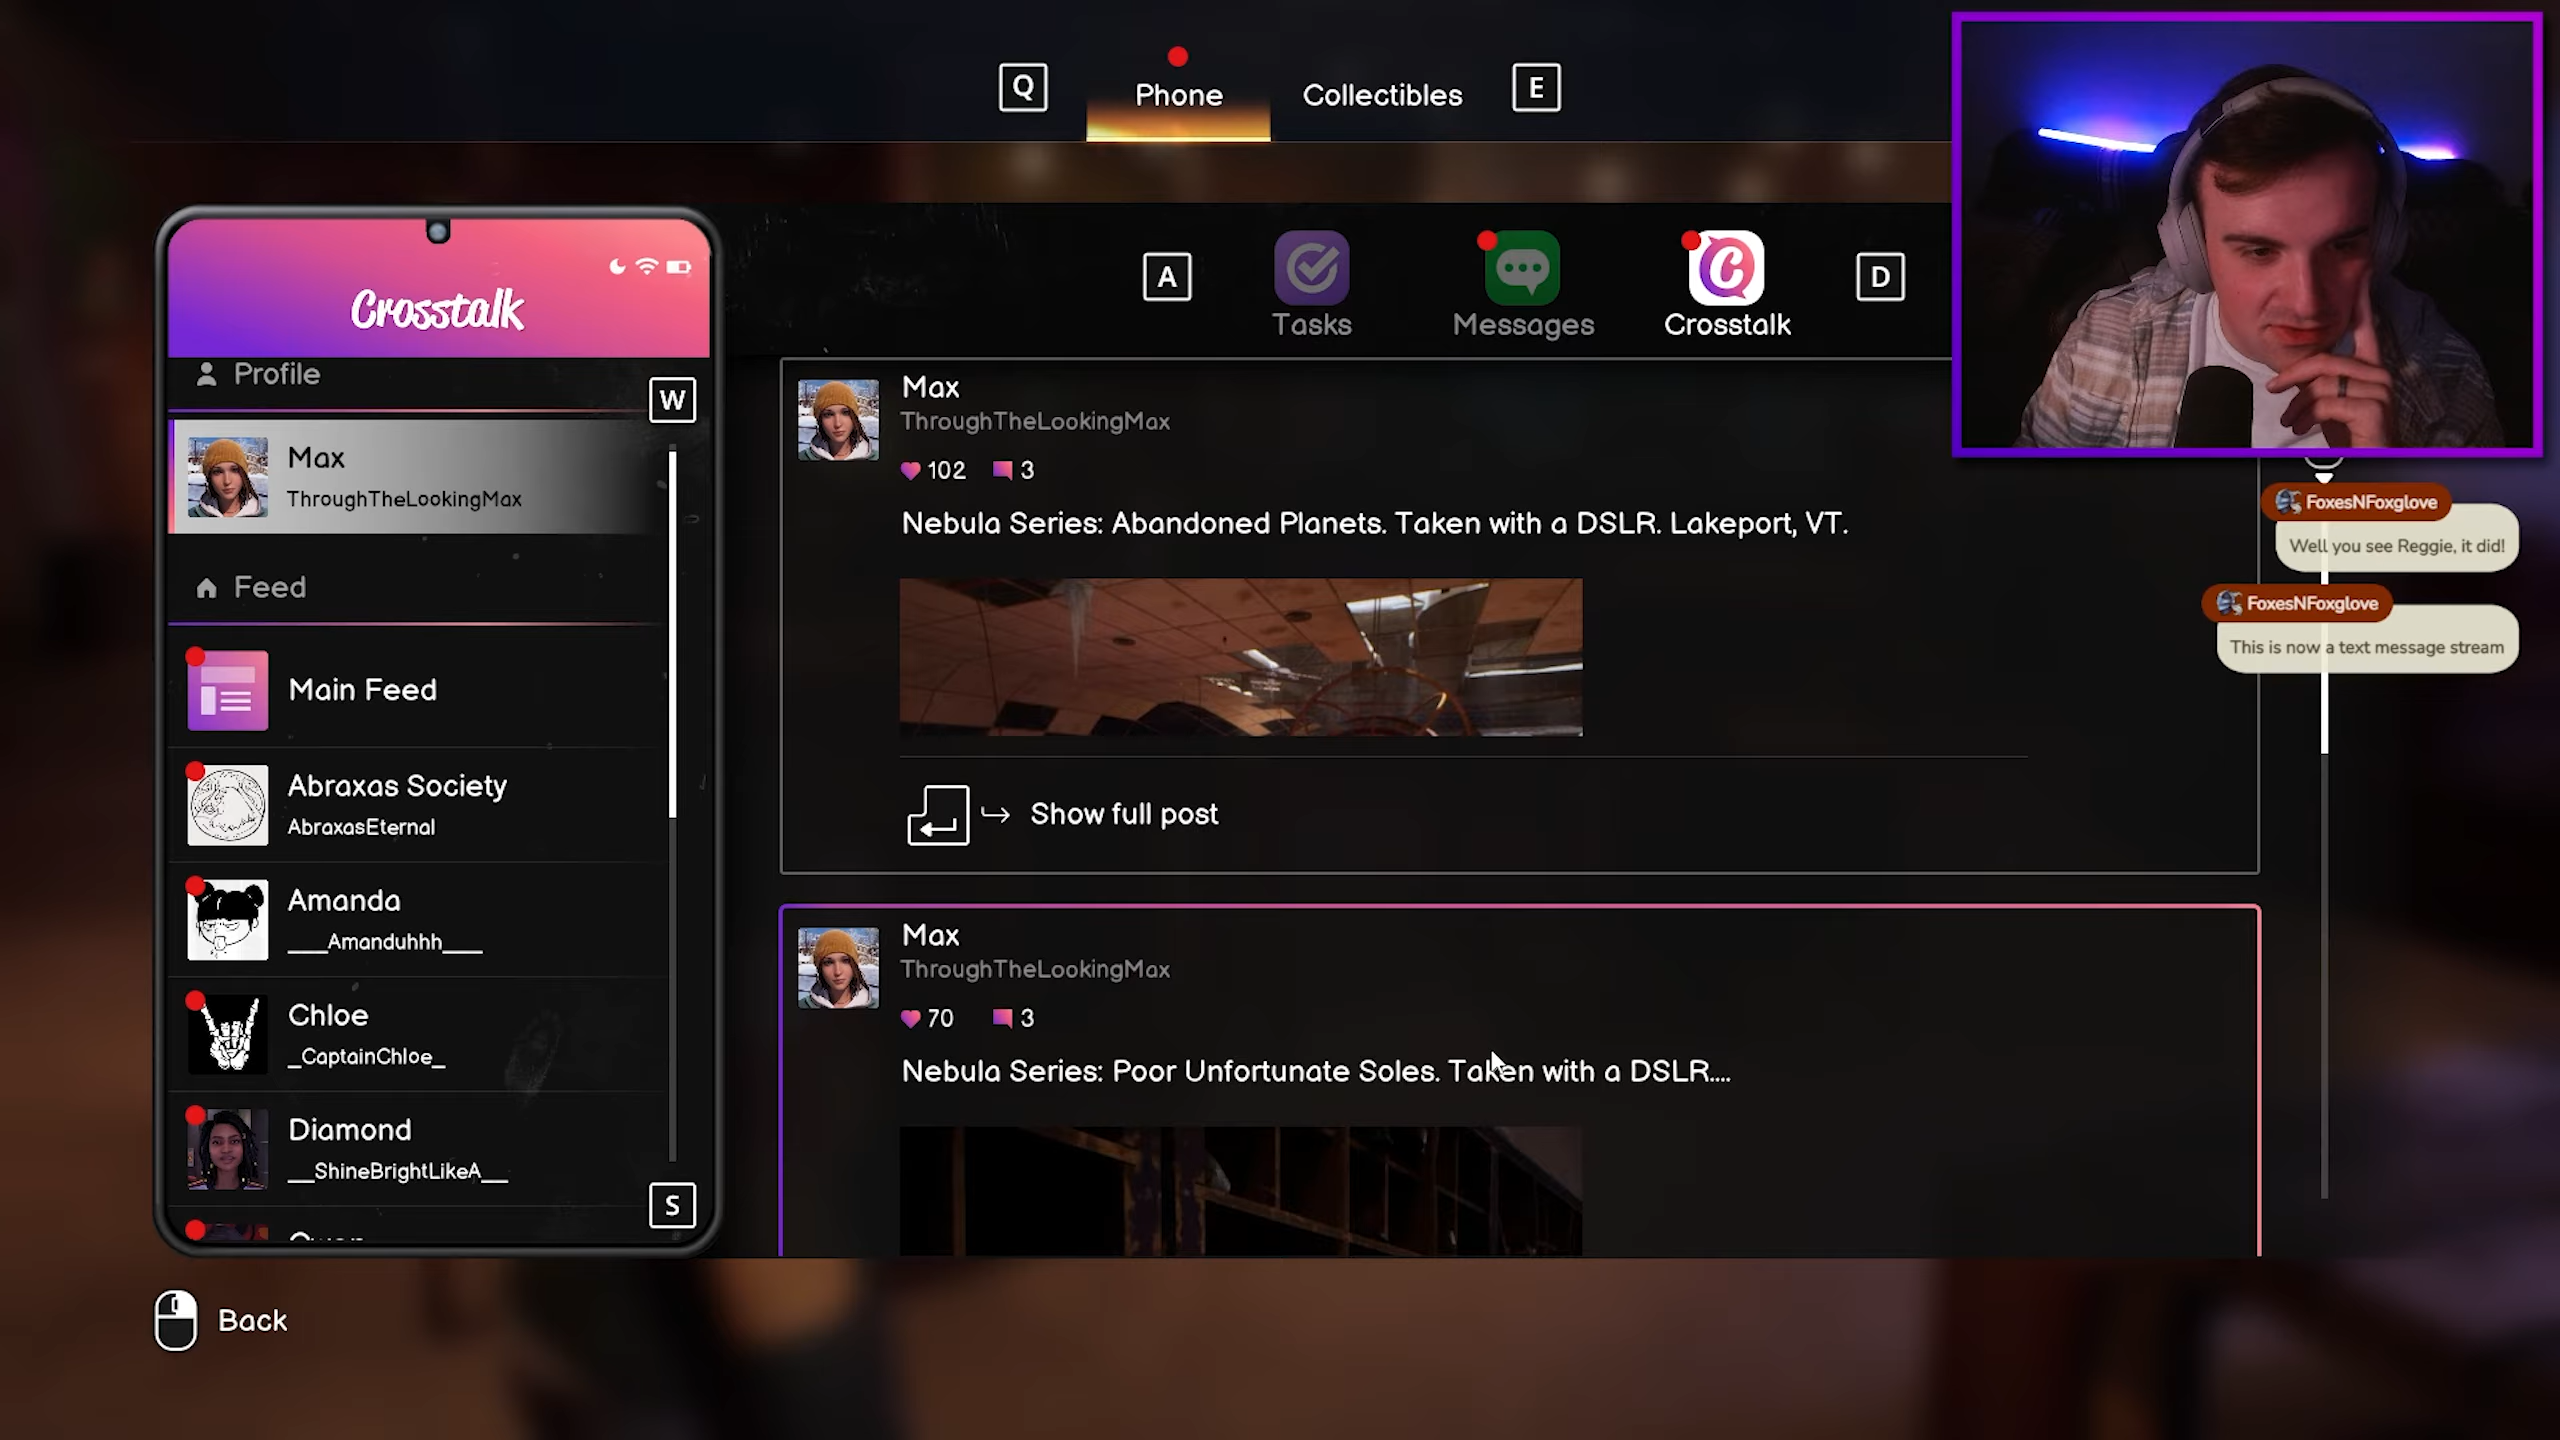 Q
Phone
Collectibles
E
Crosstalk
Profile
W
Max
ThroughTheLookingMax
Feed
Main Feed
Abraxas Society
AbraxasEternal
Amanda
___Amanduhhh___
Chloe
_CaptainChloe_
Diamond
__ShineBrightLikeA__
S
A
Tasks
Messages
C
Crosstalk
D
Max
ThroughTheLookingMax
102 3
Nebula Series: Abandoned Planets. Taken with a DSLR. Lakeport, VT.
Show full post
Max
ThroughTheLookingMax
70 3
Nebula Series: Poor Unfortunate Soles. Taken with a DSLR....
FoxesNFoxglove
Well you see Reggie, it did!
FoxesNFoxglove
This is now a text message stream
Back